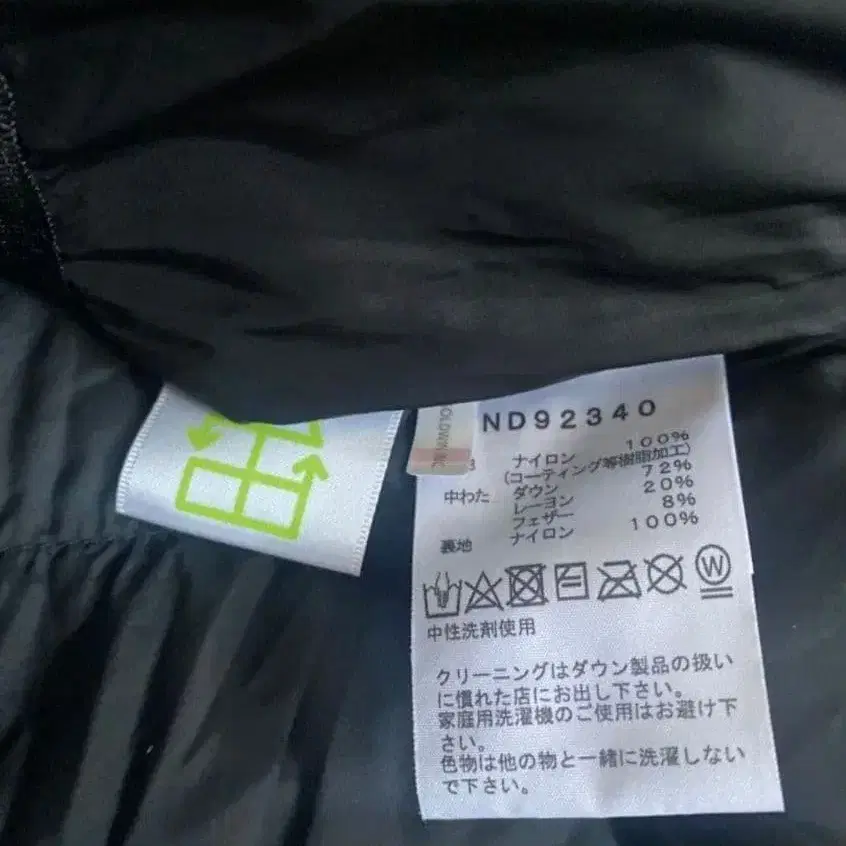 ND92340
ナイロン 100%
(コーティング等樹脂加工)
中わた ダウン 72%
レーヨン 20%
フェザー 8%
裏地 ナイロン 100%
W
中性洗剤使用
クリーニングはダウン製品の扱い
に慣れた店にお出し下さい。
家庭用洗濯機のご使用はお避け下
さい。
色物は他の物と一緒に洗濯しない
で下さい。